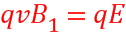 qvB₁ = qE